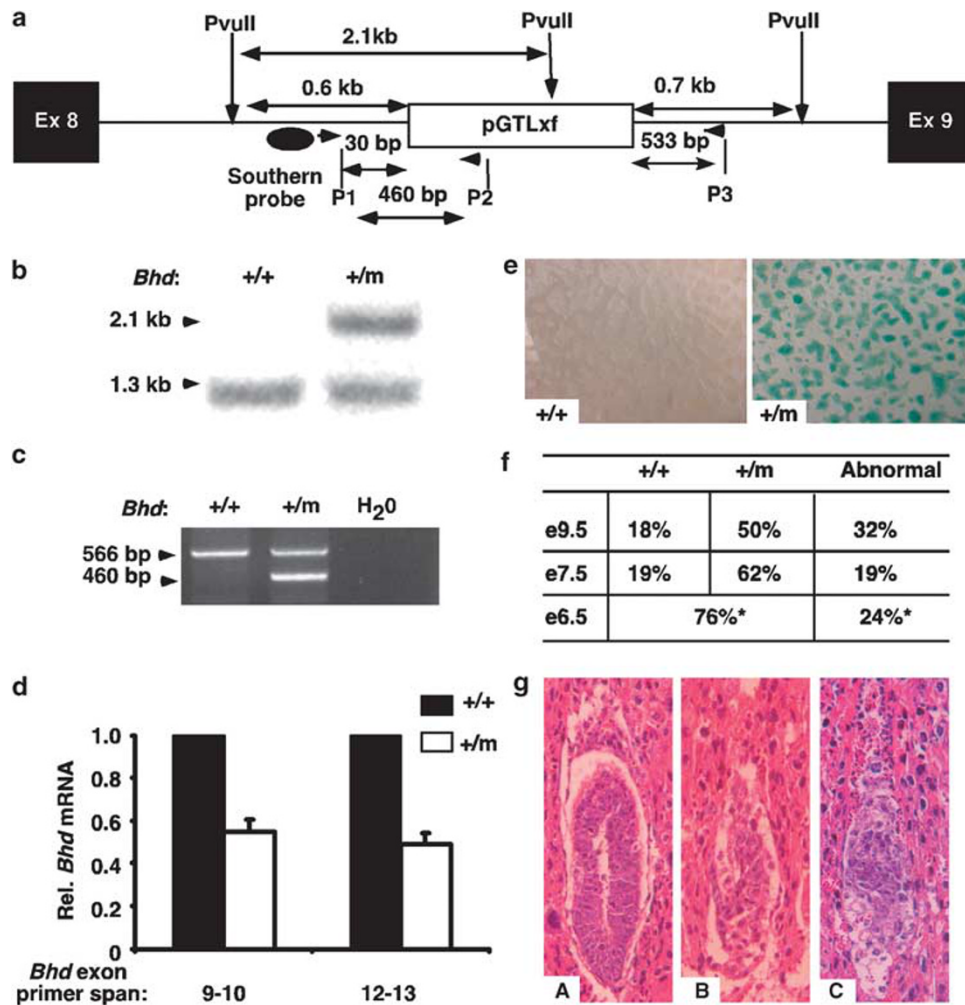 a
PvuII PvuII PvuII
2.1kb
0.6 kb 0.7 kb
Ex 8 pGTLxf Ex 9
30 bp 533 bp
Southern probe
P1 P2 P3
460 bp
b
Bhd: +/+ +/m
2.1 kb
1.3 kb
c
Bhd: +/+ +/m H20
566 bp
460 bp
d
+/+
+/m
Rel. Bhd mRNA
1.0
0.8
0.6
0.4
0.2
0
Bhd exon
primer span: 9-10 12-13
e
+/+ +/m
f
+/+ +/m Abnormal
e9.5 18% 50% 32%
e7.5 19% 62% 19%
e6.5 76%* 24%*
g
A B C